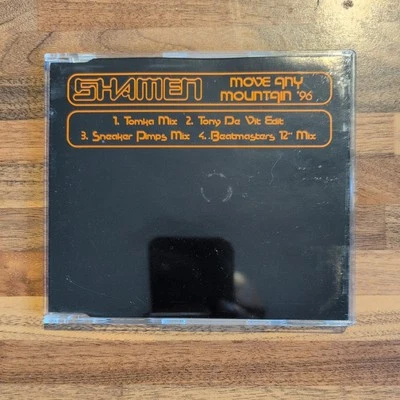 SHAMEN
MOVE ANY
MOUNTAIN '96
1. Tomka Mix 2. Tony De Vit Edit
3. Sneaker Pimps Mix 4. Beatmasters 12" Mix